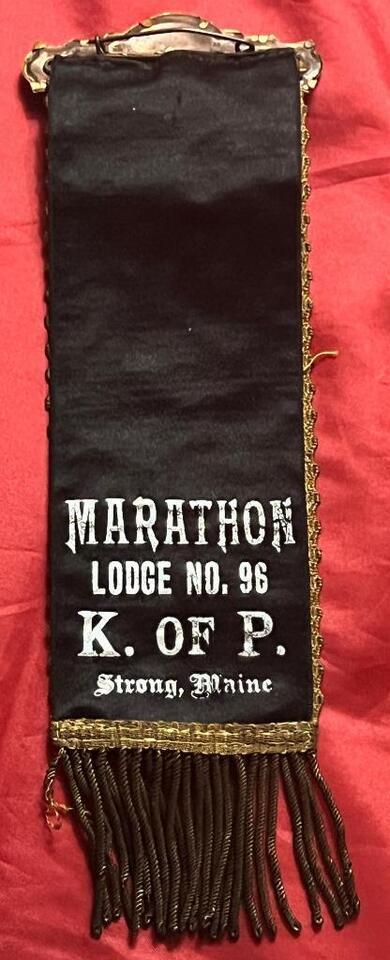 MARATHON
LODGE NO. 96
K. OF P.
Strong, Maine